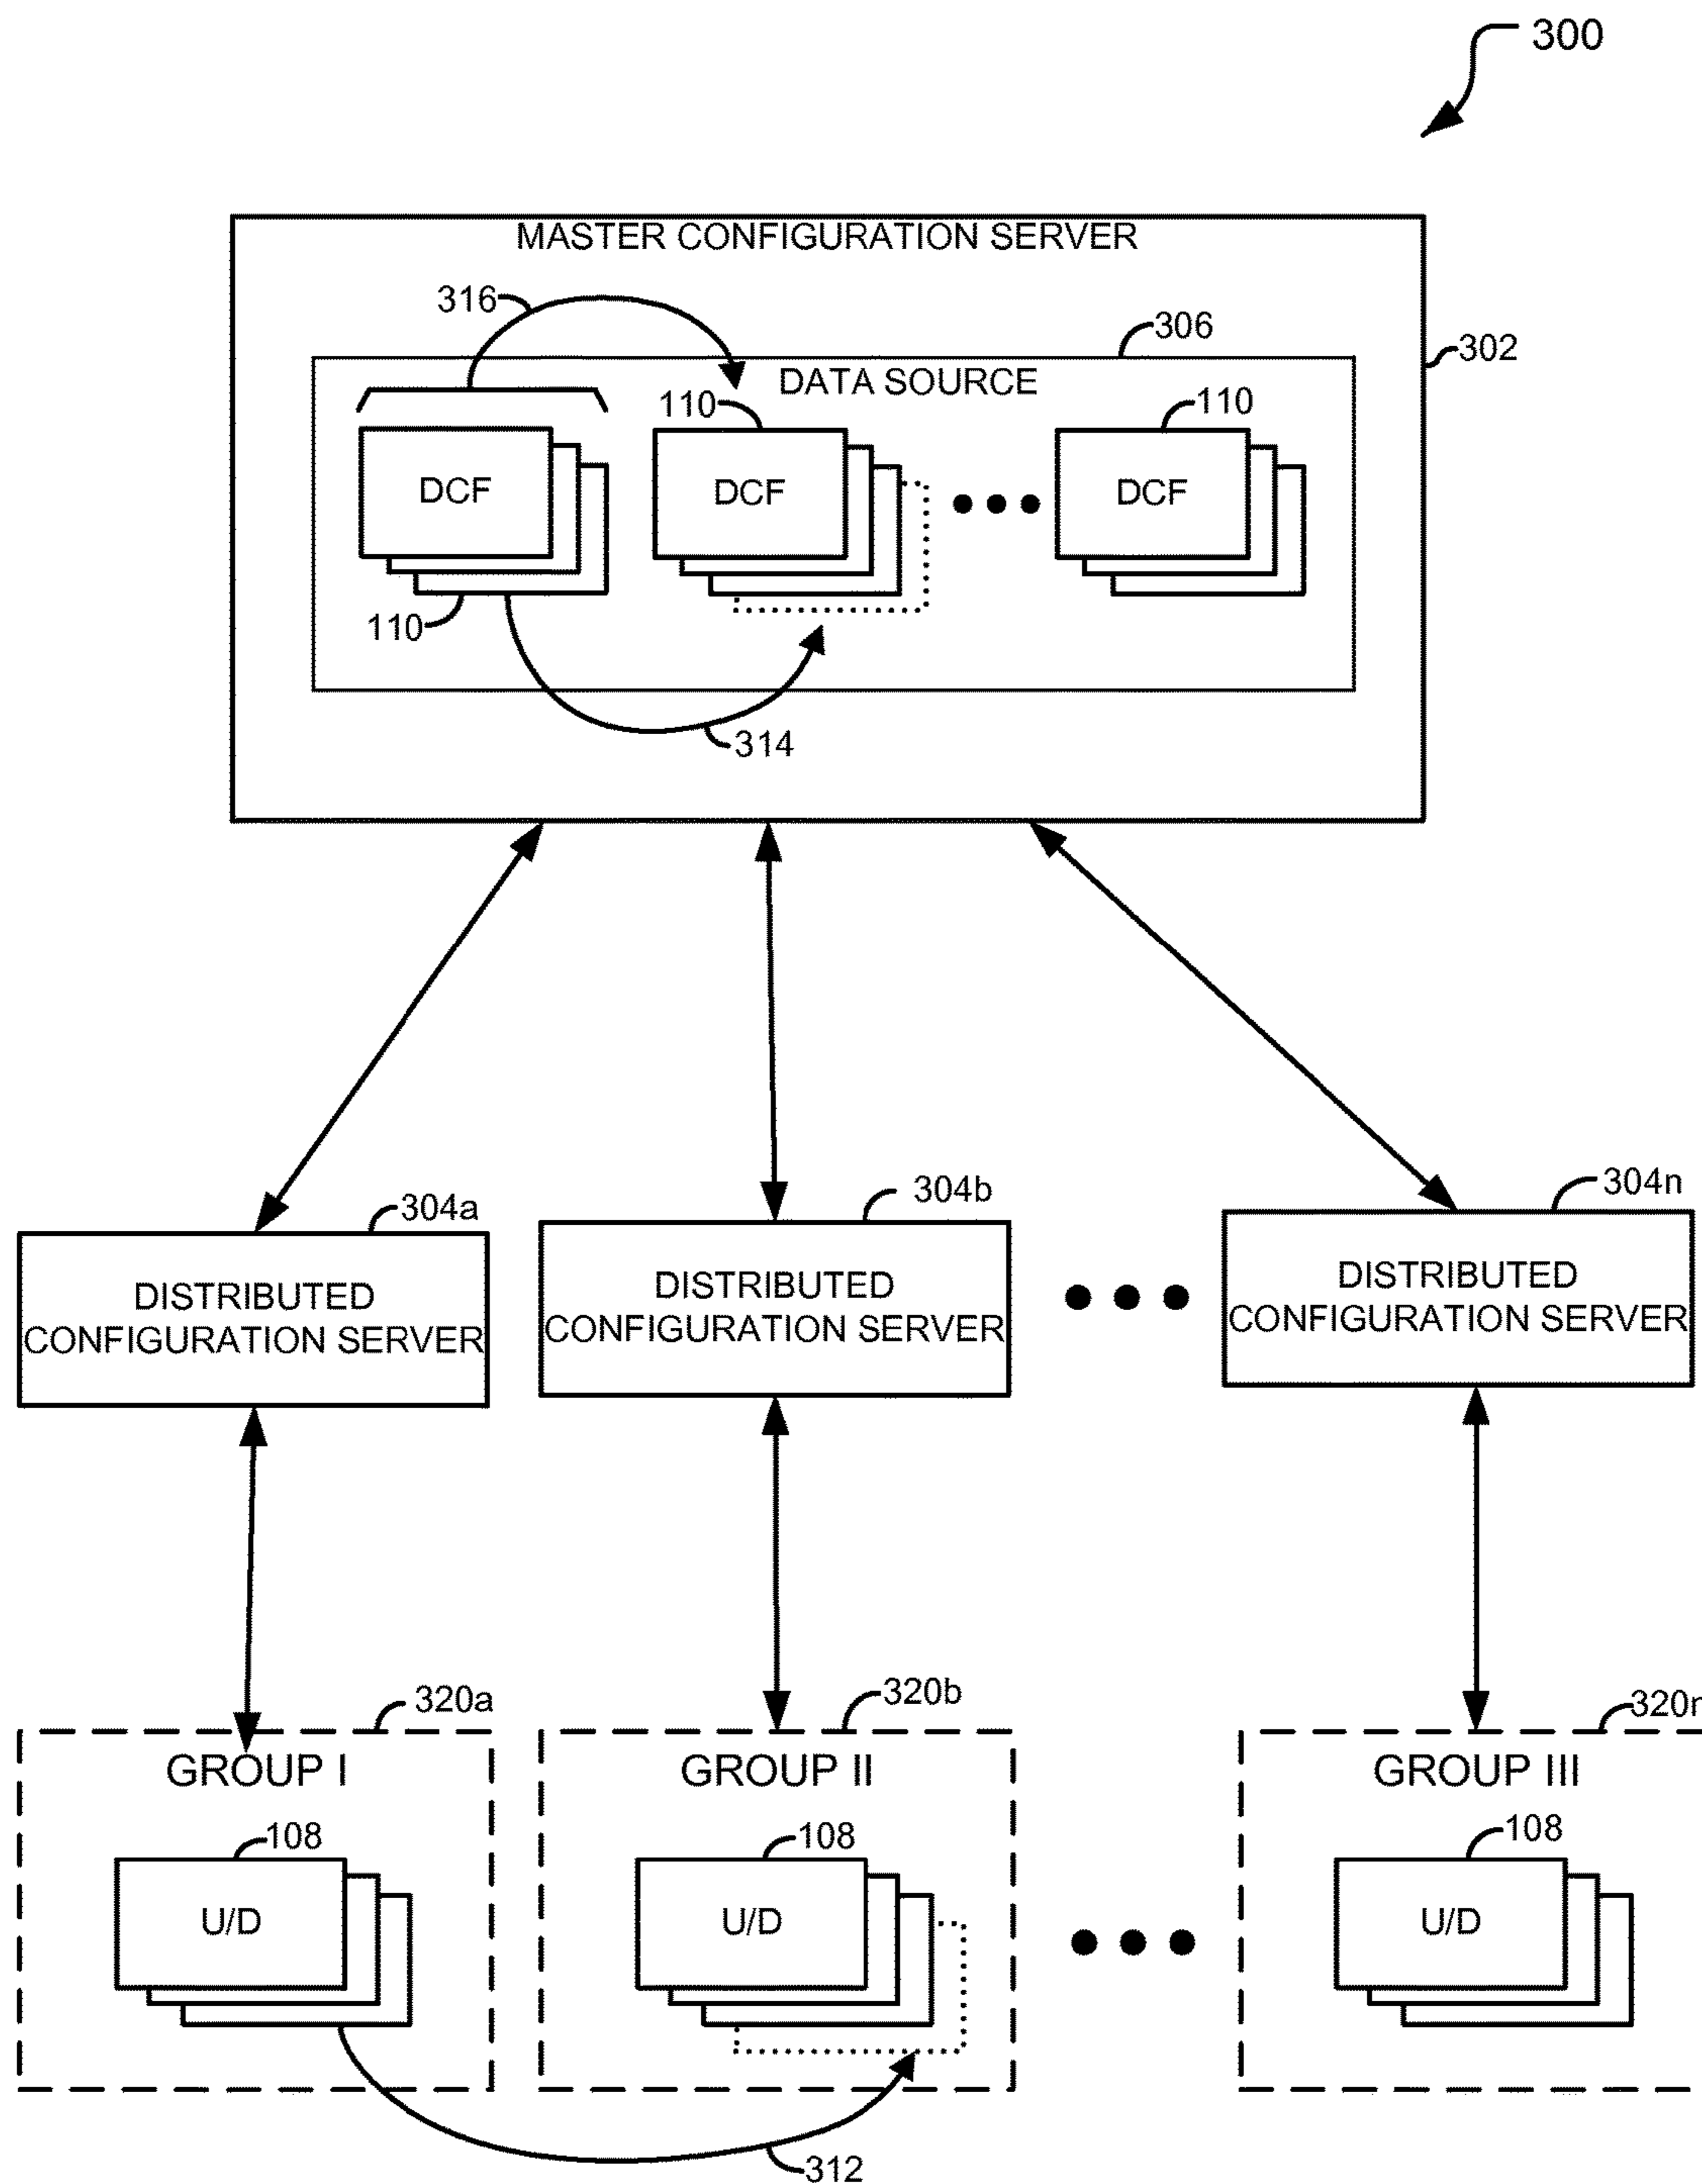 300
MASTER CONFIGURATION SERVER
316
306
302
DATA SOURCE
110
110
DCF
DCF
DCF
110
314
304a
304b
304n
DISTRIBUTED
CONFIGURATION SERVER
DISTRIBUTED
CONFIGURATION SERVER
DISTRIBUTED
CONFIGURATION SERVER
320a
320b
320n
GROUP I
GROUP II
GROUP III
108
108
108
U/D
U/D
U/D
312